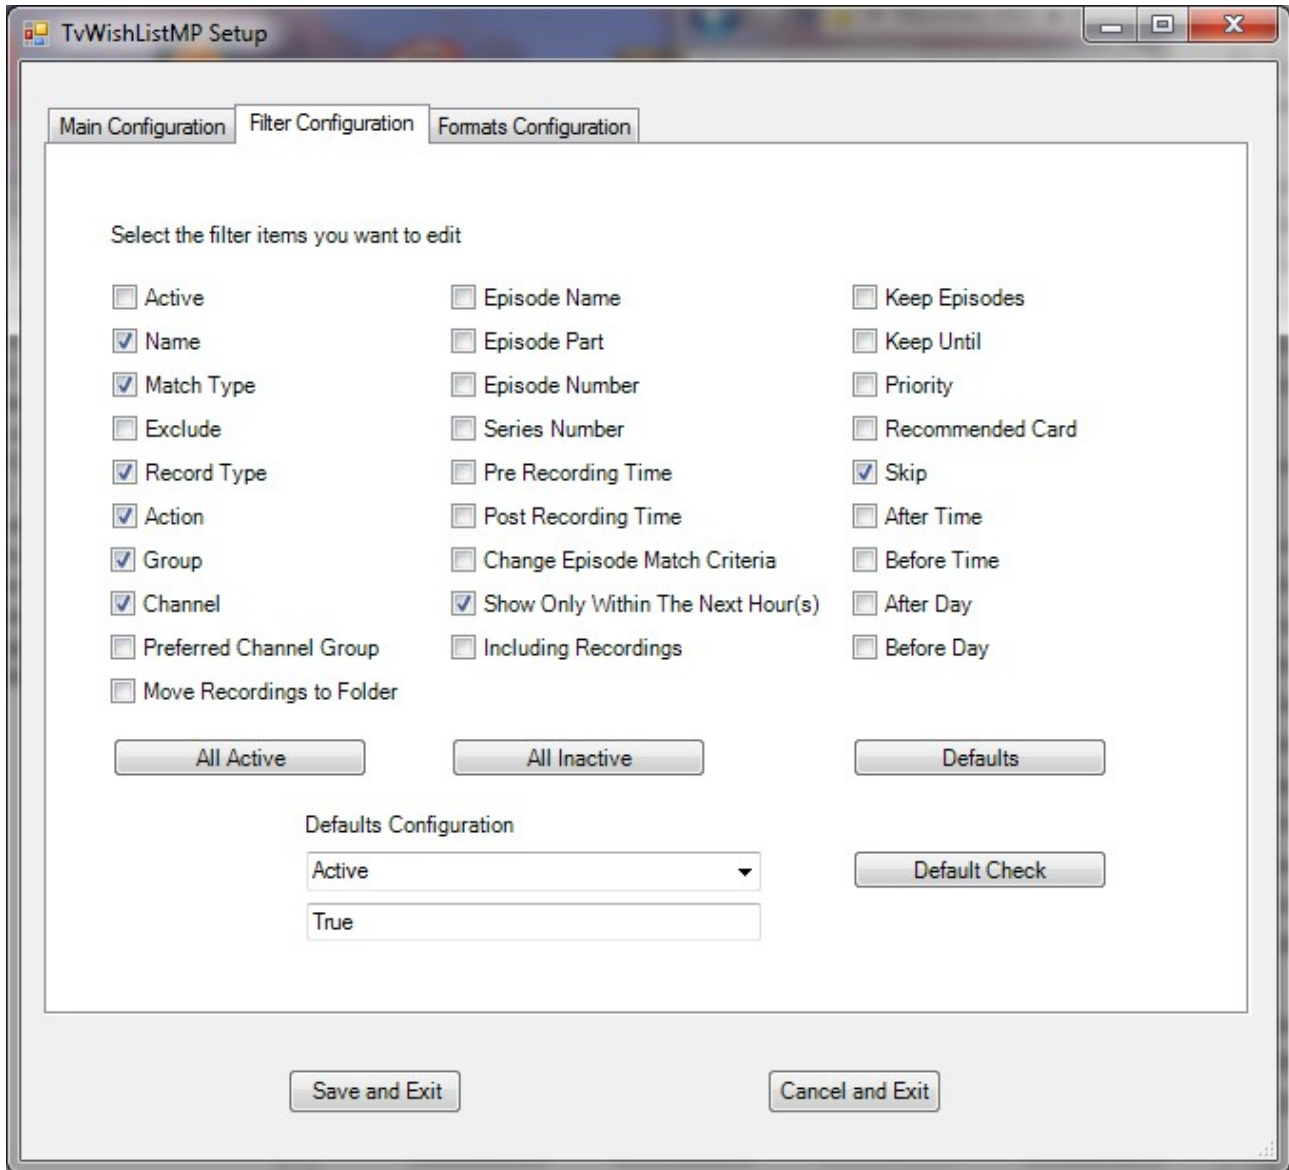 TvWishListMP Setup
Main Configuration
Filter Configuration
Formats Configuration
Select the filter items you want to edit
Active
Name
Match Type
Exclude
Record Type
Action
Group
Channel
Preferred Channel Group
Move Recordings to Folder
Episode Name
Episode Part
Episode Number
Series Number
Pre Recording Time
Post Recording Time
Change Episode Match Criteria
Show Only Within The Next Hour(s)
Including Recordings
Keep Episodes
Keep Until
Priority
Recommended Card
Skip
After Time
Before Time
After Day
Before Day
All Active
All Inactive
Defaults
Defaults Configuration
Active
Default Check
True
Save and Exit
Cancel and Exit